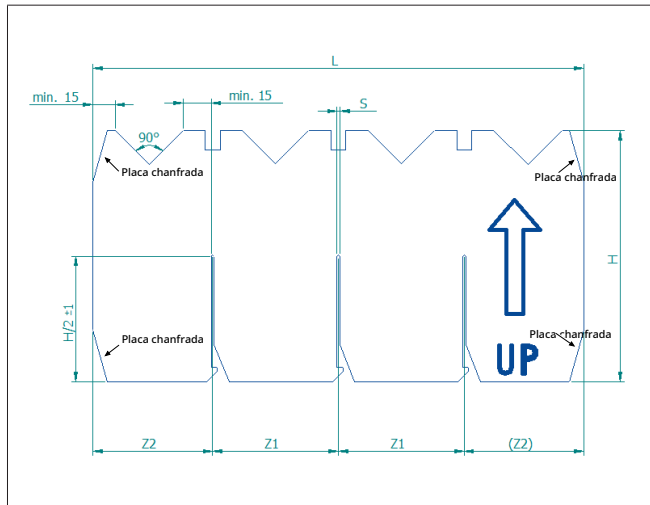 L
min. 15
min. 15
S
90°
Placa chanfrada
Placa chanfrada
H
H/2 ±1
Placa chanfrada
Placa chanfrada
UP
Z2
Z1
Z1
(Z2)